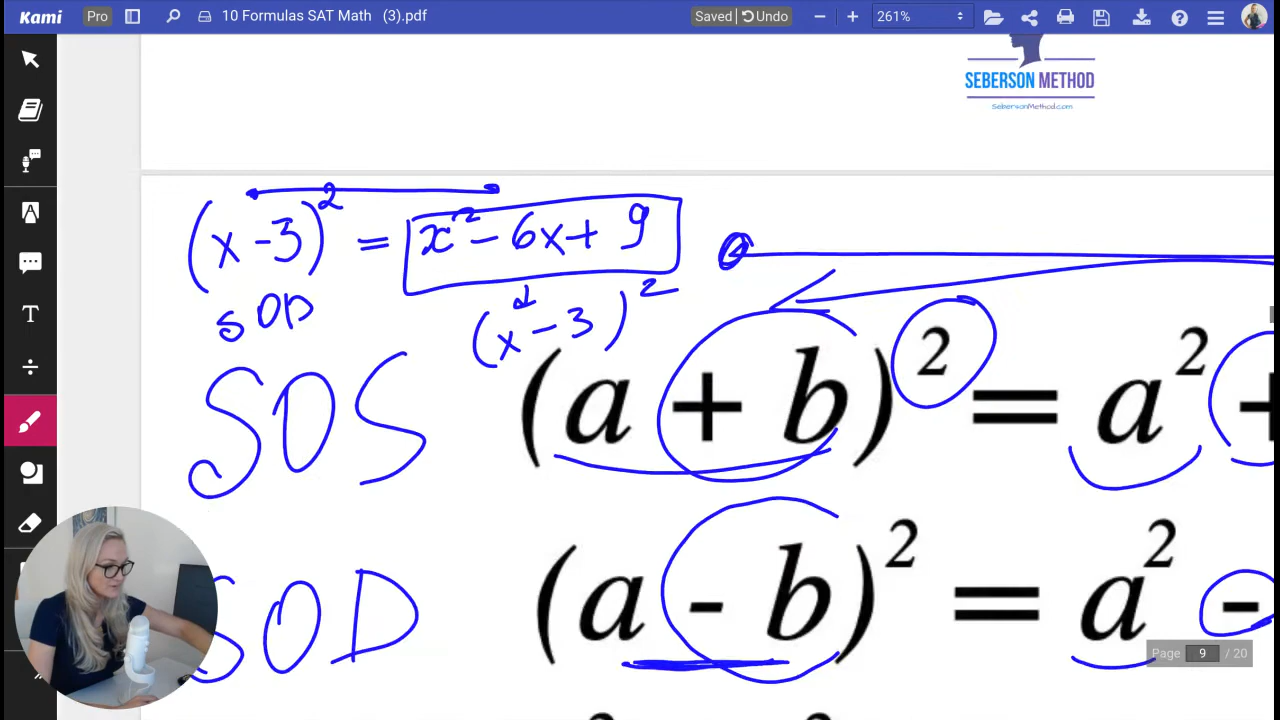 Kami Pro 10 Formulas SAT Math (3).pdf Saved Undo 261%
SEBERSON METHOD
SebersonMethod.com
(x - 3)² = x² - 6x + 9
SOD (x - 3)²
SOS (a + b)² = a² +
SOD (a - b)² = a² -
Page 9 / 20